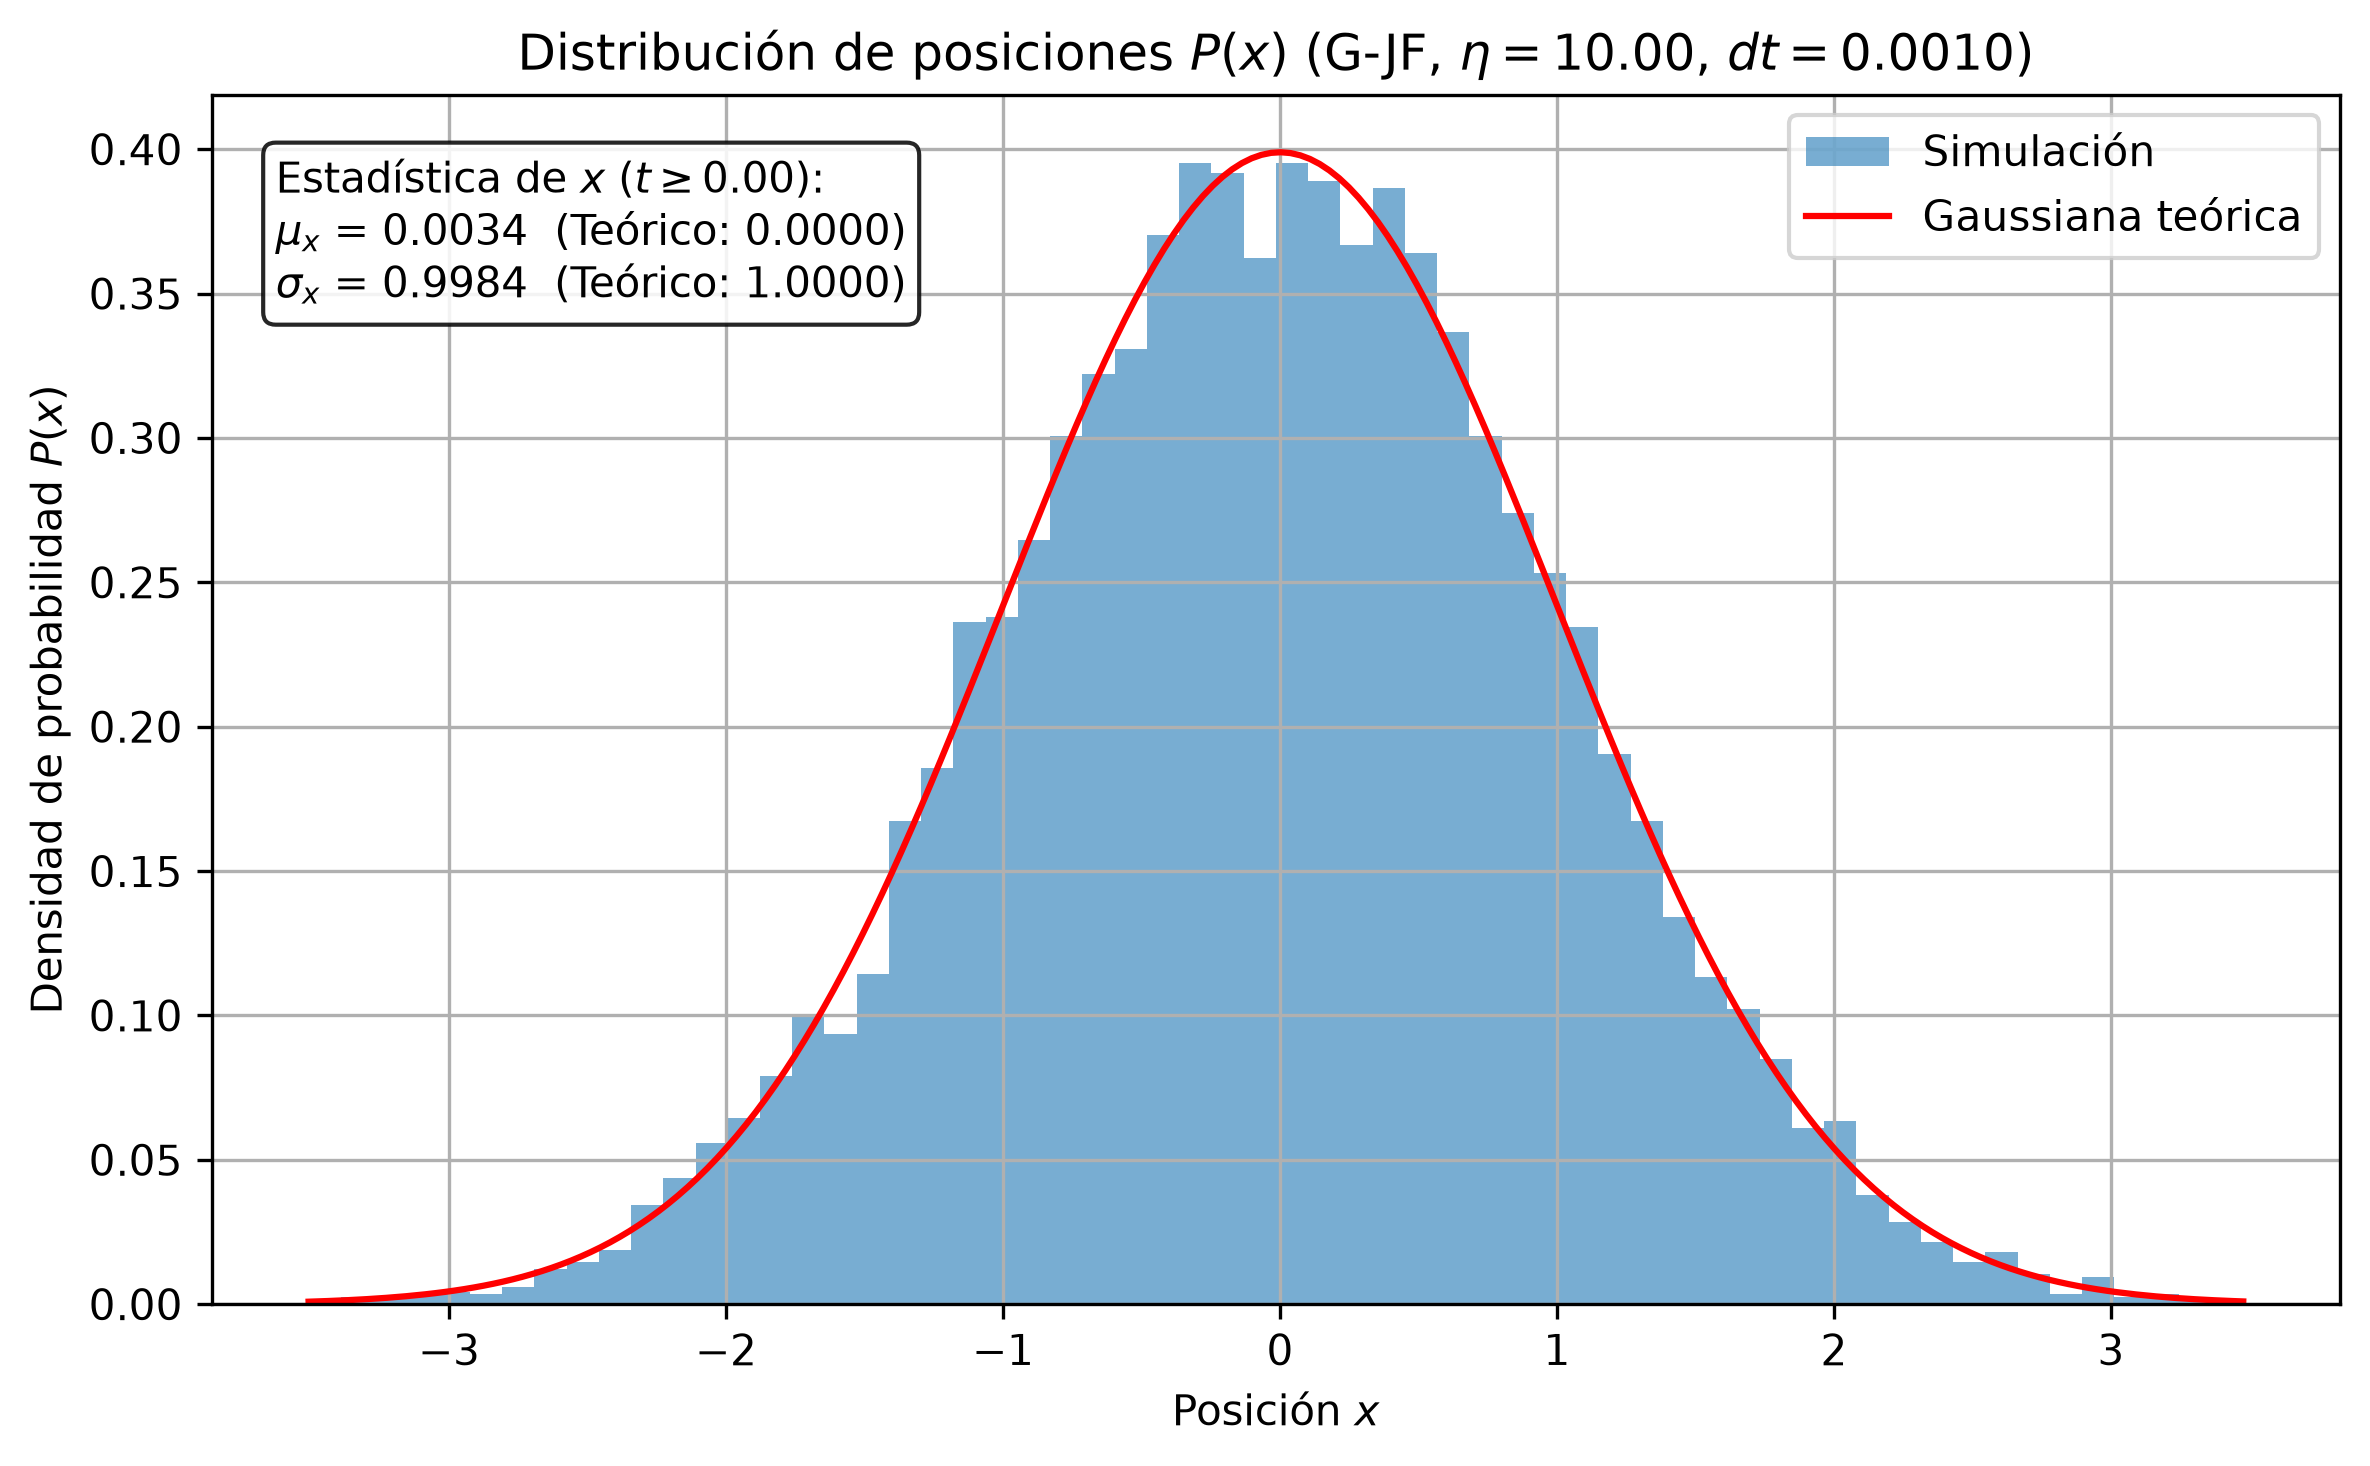 Distribución de posiciones P(x) (G-JF, η = 10.00, dt = 0.0010)
Estadística de x (t ≥ 0.00):
μₓ = 0.0034 (Teórico: 0.0000)
σₓ = 0.9984 (Teórico: 1.0000)
Simulación
Gaussiana teórica
Densidad de probabilidad P(x)
0.40
0.35
0.30
0.25
0.20
0.15
0.10
0.05
0.00
−3 −2 −1 0 1 2 3
Posición x